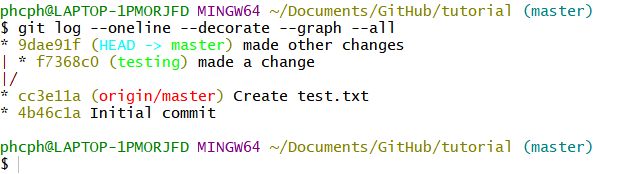 phcph@LAPTOP-1PMORJFD MINGW64 ~/Documents/GitHub/tutorial (master)
$ git log --oneline --decorate --graph --all
* 9dae91f (HEAD -> master) made other changes
| * f7368c0 (testing) made a change
|/
* cc3e11a (origin/master) Create test.txt
* 4b46c1a Initial commit

phcph@LAPTOP-1PMORJFD MINGW64 ~/Documents/GitHub/tutorial (master)
$